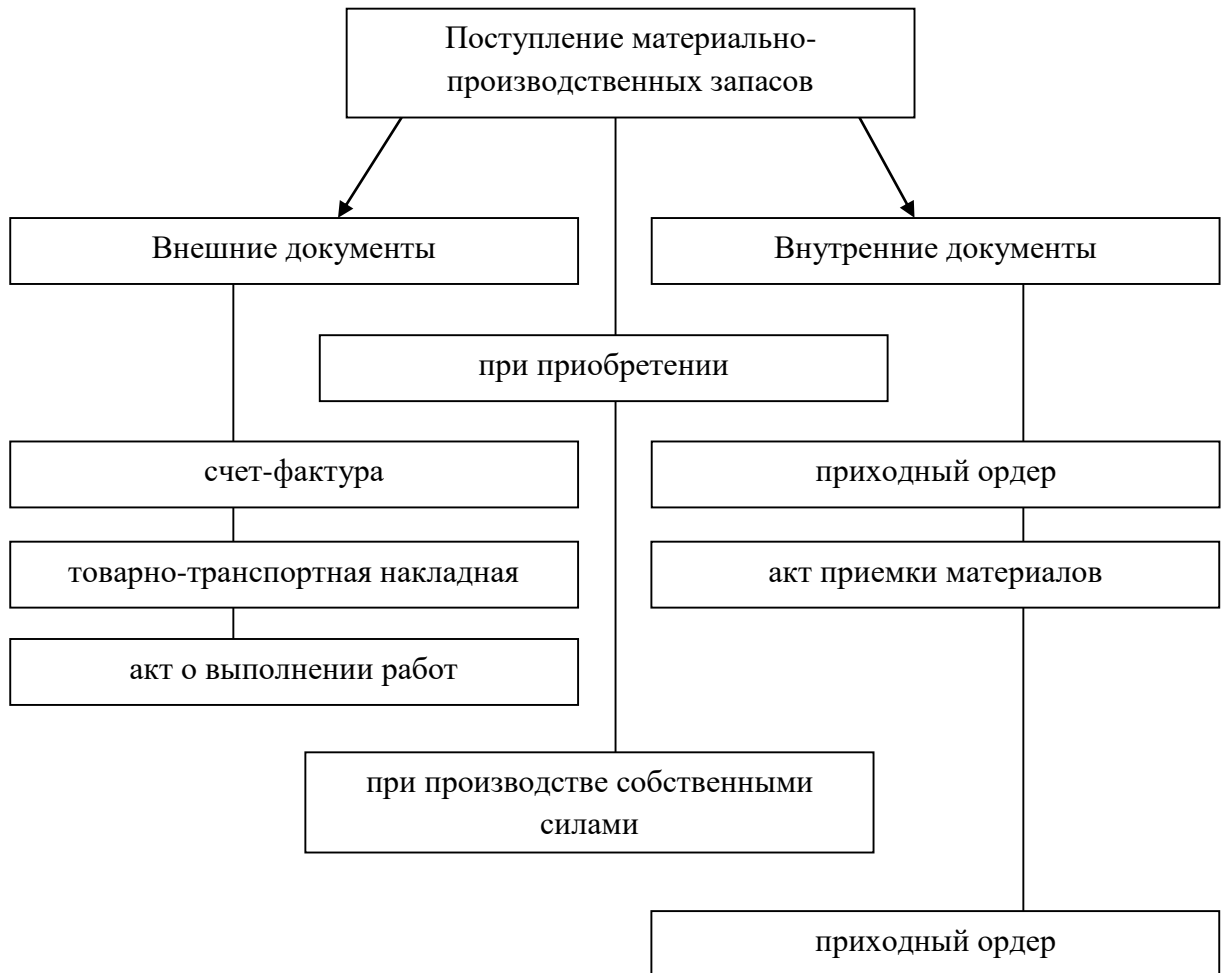 Поступление материально-
производственных запасов
Внешние документы
Внутренние документы
при приобретении
счет-фактура
приходный ордер
товарно-транспортная накладная
акт приемки материалов
акт о выполнении работ
при производстве собственными
силами
приходный ордер